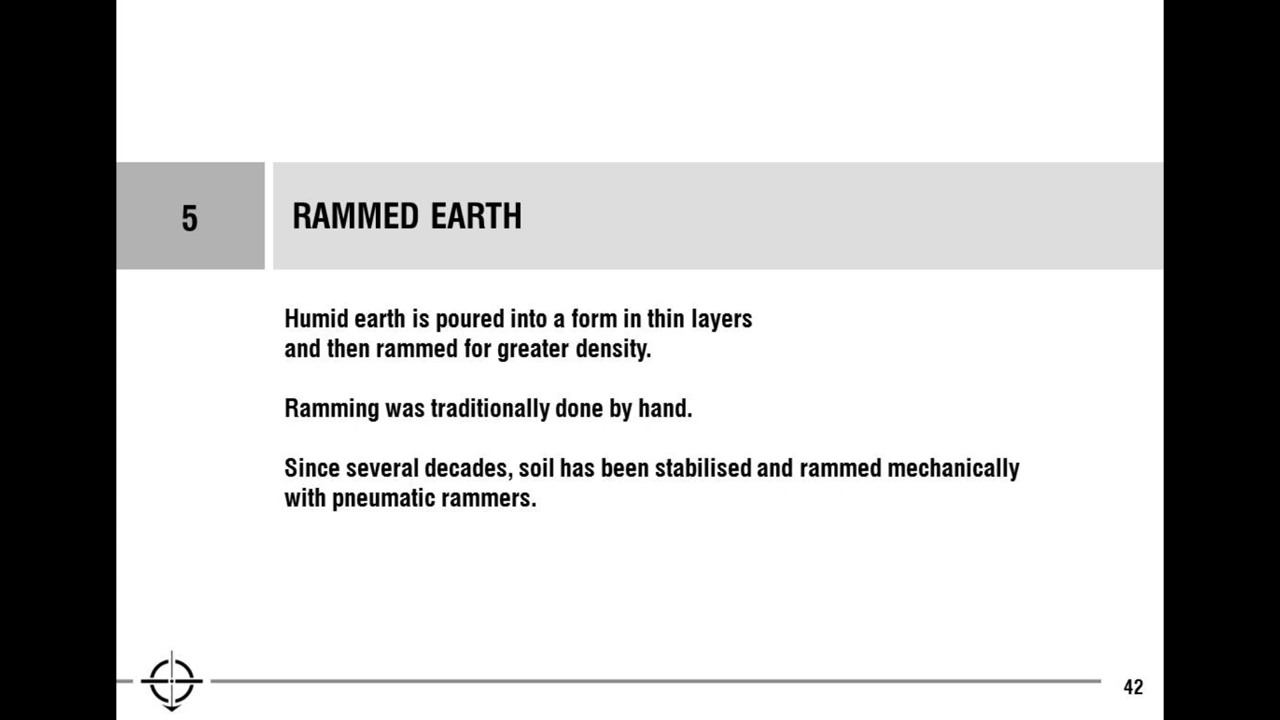 5
RAMMED EARTH
Humid earth is poured into a form in thin layers
and then rammed for greater density.
Ramming was traditionally done by hand.
Since several decades, soil has been stabilised and rammed mechanically
with pneumatic rammers.
42